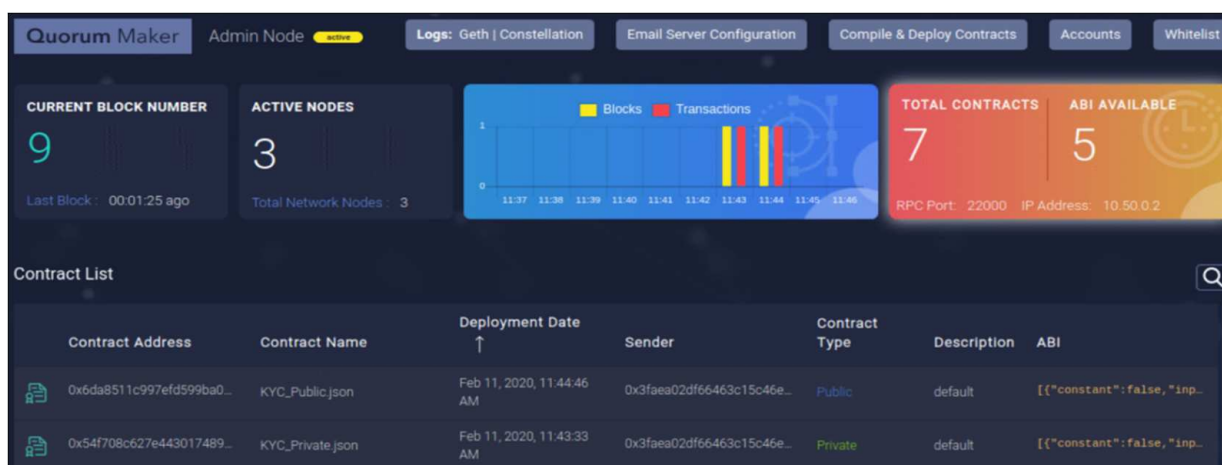 Quorum Maker Admin Node active Logs: Geth | Constellation Email Server Configuration Compile & Deploy Contracts Accounts Whitelist
CURRENT BLOCK NUMBER
9
Last Block : 00:01:25 ago
ACTIVE NODES
3
Total Network Nodes : 3
Blocks Transactions
1
0
11:37 11:38 11:39 11:40 11:41 11:42 11:43 11:44 11:45 11:46
TOTAL CONTRACTS ABI AVAILABLE
7 5
RPC Port: 22000 IP Address: 10.50.0.2
Contract List
Contract Address Contract Name Deployment Date ↑ Sender Contract Type Description ABI
0x6da8511c997efd599ba0... KYC_Public.json Feb 11, 2020, 11:44:46 AM 0x3faea02df66463c15c46e... Public default [{"constant":false,"inp...
0x54f708c627e443017489... KYC_Private.json Feb 11, 2020, 11:43:33 AM 0x3faea02df66463c15c46e... Private default [{"constant":false,"inp...